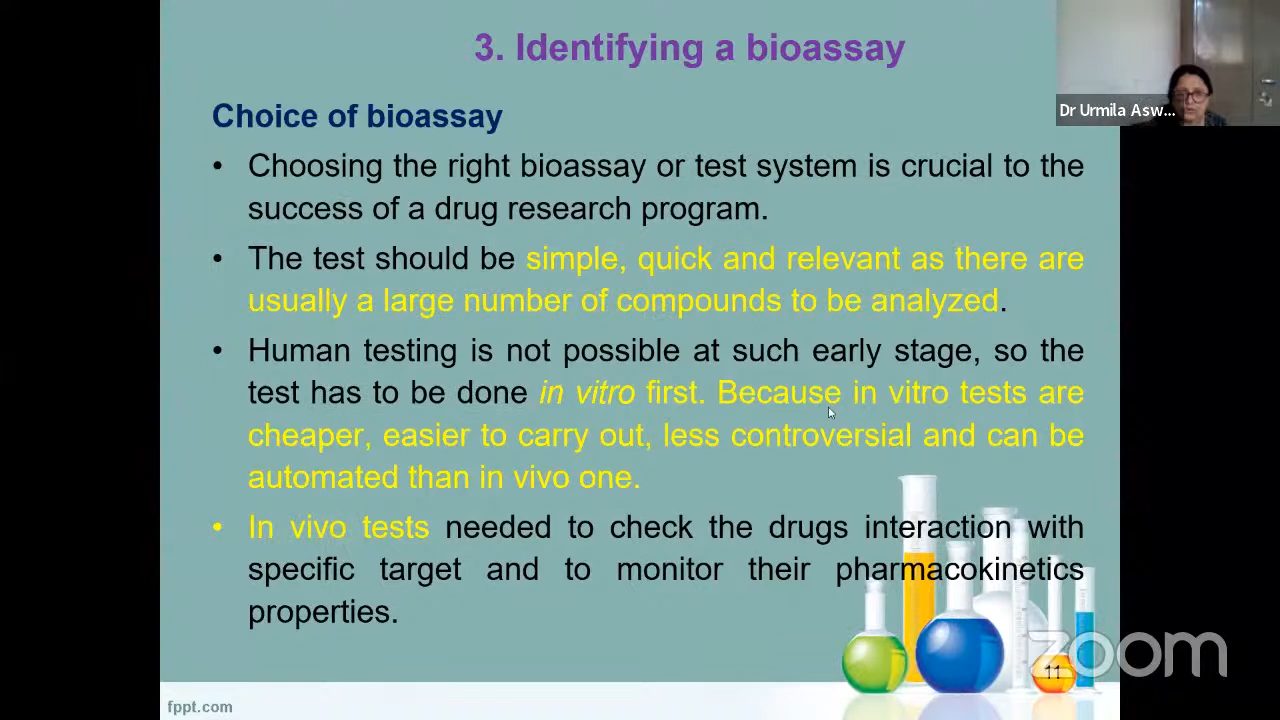 3. Identifying a bioassay
Dr Urmila Asw...
Choice of bioassay
• Choosing the right bioassay or test system is crucial to the
success of a drug research program.
• The test should be simple, quick and relevant as there are
usually a large number of compounds to be analyzed.
• Human testing is not possible at such early stage, so the
test has to be done in vitro first. Because in vitro tests are
cheaper, easier to carry out, less controversial and can be
automated than in vivo one.
• In vivo tests needed to check the drugs interaction with
specific target and to monitor their pharmacokinetics
properties.
zoom
11
fppt.com